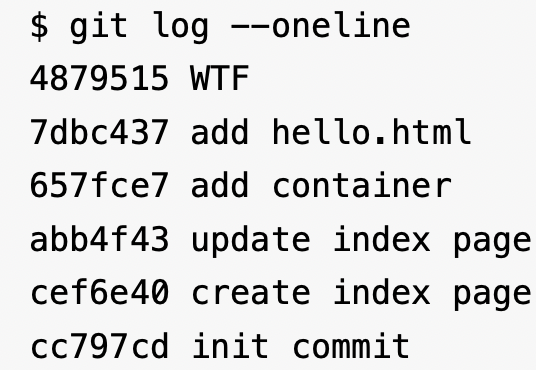 $ git log --oneline
4879515 WTF
7dbc437 add hello.html
657fce7 add container
abb4f43 update index page
cef6e40 create index page
cc797cd init commit